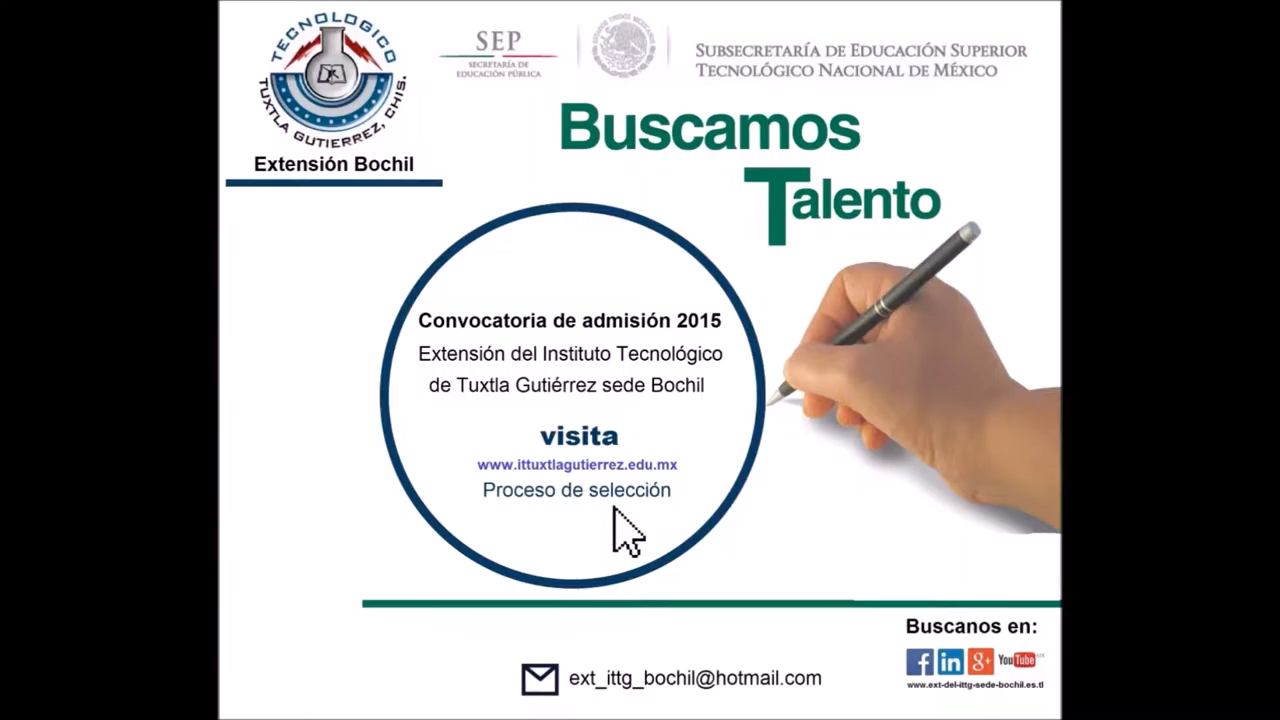 TECNOLOGICO
TUXTLA GUTIERREZ, CHIS.
Extensión Bochil
SEP
SECRETARÍA DE
EDUCACIÓN PÚBLICA
SUBSECRETARÍA DE EDUCACIÓN SUPERIOR
TECNOLÓGICO NACIONAL DE MÉXICO
Buscamos
Talento
Convocatoria de admisión 2015
Extensión del Instituto Tecnológico
de Tuxtla Gutiérrez sede Bochil
visita
www.ittuxtlagutierrez.edu.mx
Proceso de selección
Buscanos en:
f in g+ YouTube MX
www.ext-del-ittg-sede-bochil.es.tl
ext_ittg_bochil@hotmail.com